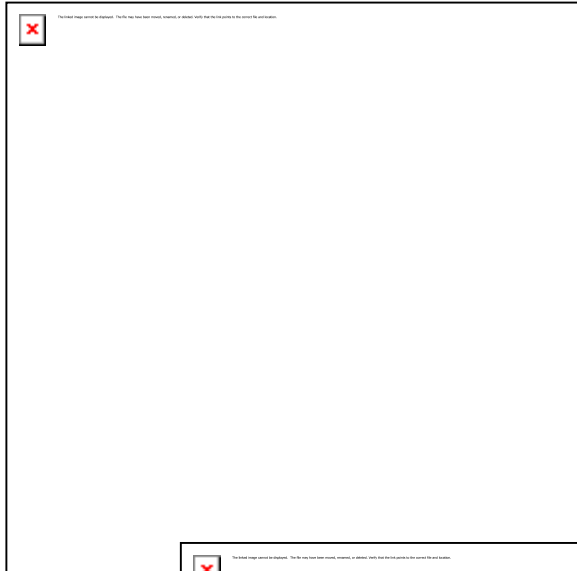 The linked image cannot be displayed. The file may have been moved, renamed, or deleted. Verify that the link points to the correct file and location.
The linked image cannot be displayed. The file may have been moved, renamed, or deleted. Verify that the link points to the correct file and location.